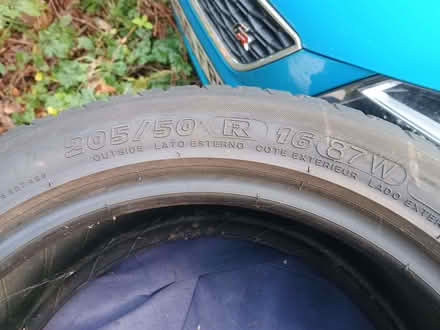 205/50 R 16 87W
OUTSIDE LATO ESTERNO COTE EXTERIEUR LADO EXTER